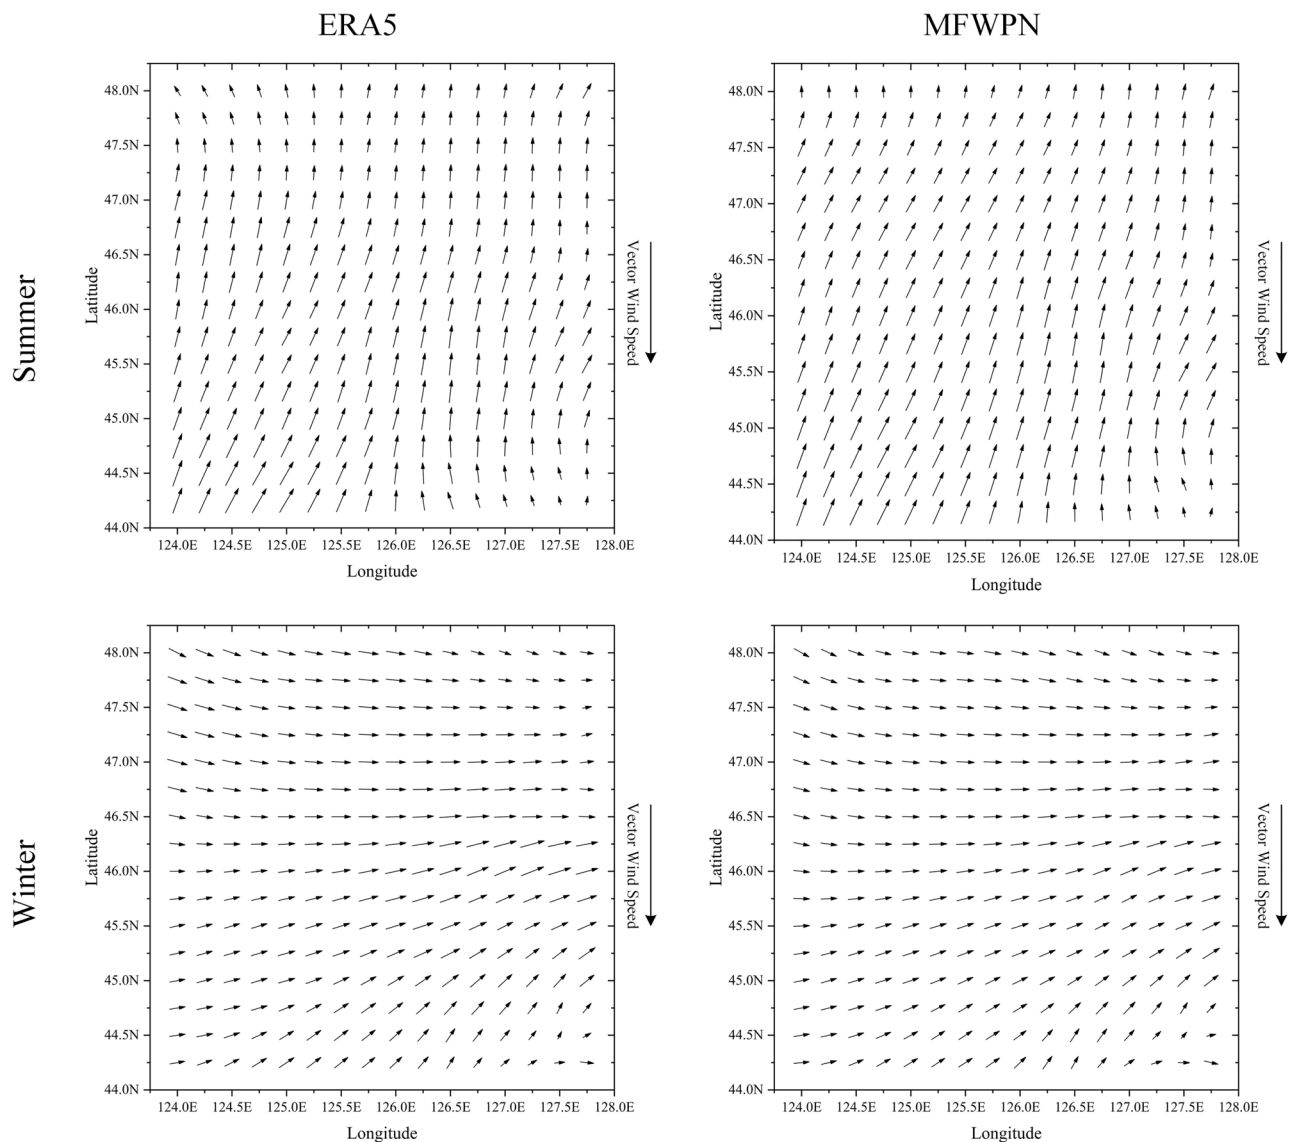 ERA5
MFWPN
Summer
Latitude
48.0N
47.5N
47.0N
46.5N
46.0N
45.5N
45.0N
44.5N
44.0N
124.0E 124.5E 125.0E 125.5E 126.0E 126.5E 127.0E 127.5E 128.0E
Longitude
Vector Wind Speed
Latitude
48.0N
47.5N
47.0N
46.5N
46.0N
45.5N
45.0N
44.5N
44.0N
124.0E 124.5E 125.0E 125.5E 126.0E 126.5E 127.0E 127.5E 128.0E
Longitude
Vector Wind Speed
Winter
Latitude
48.0N
47.5N
47.0N
46.5N
46.0N
45.5N
45.0N
44.5N
44.0N
124.0E 124.5E 125.0E 125.5E 126.0E 126.5E 127.0E 127.5E 128.0E
Longitude
Vector Wind Speed
Latitude
48.0N
47.5N
47.0N
46.5N
46.0N
45.5N
45.0N
44.5N
44.0N
124.0E 124.5E 125.0E 125.5E 126.0E 126.5E 127.0E 127.5E 128.0E
Longitude
Vector Wind Speed